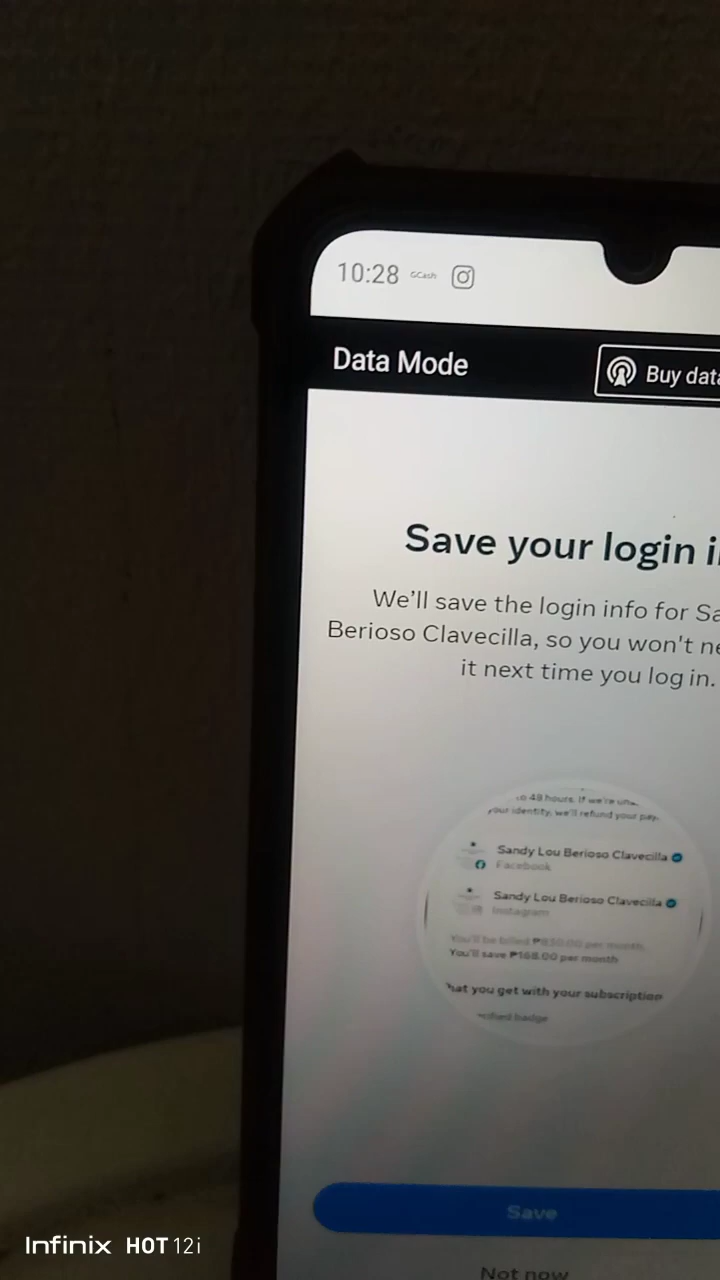 10:28 GCash
Data Mode
Buy data
Save your login i
We'll save the login info for Sa
Berioso Clavecilla, so you won't ne
it next time you log in.
to 48 hours. If we're
your identity, we'll refund your pay
Sandy Lou Berioso Clavecilla
Facebook
Sandy Lou Berioso Clavecilla
Instagram
You'll be billed ₱830.00 per month
You'll save ₱168.00 per month
hat you get with your subscription
badge
Save
Not now
Infinix HOT 12i